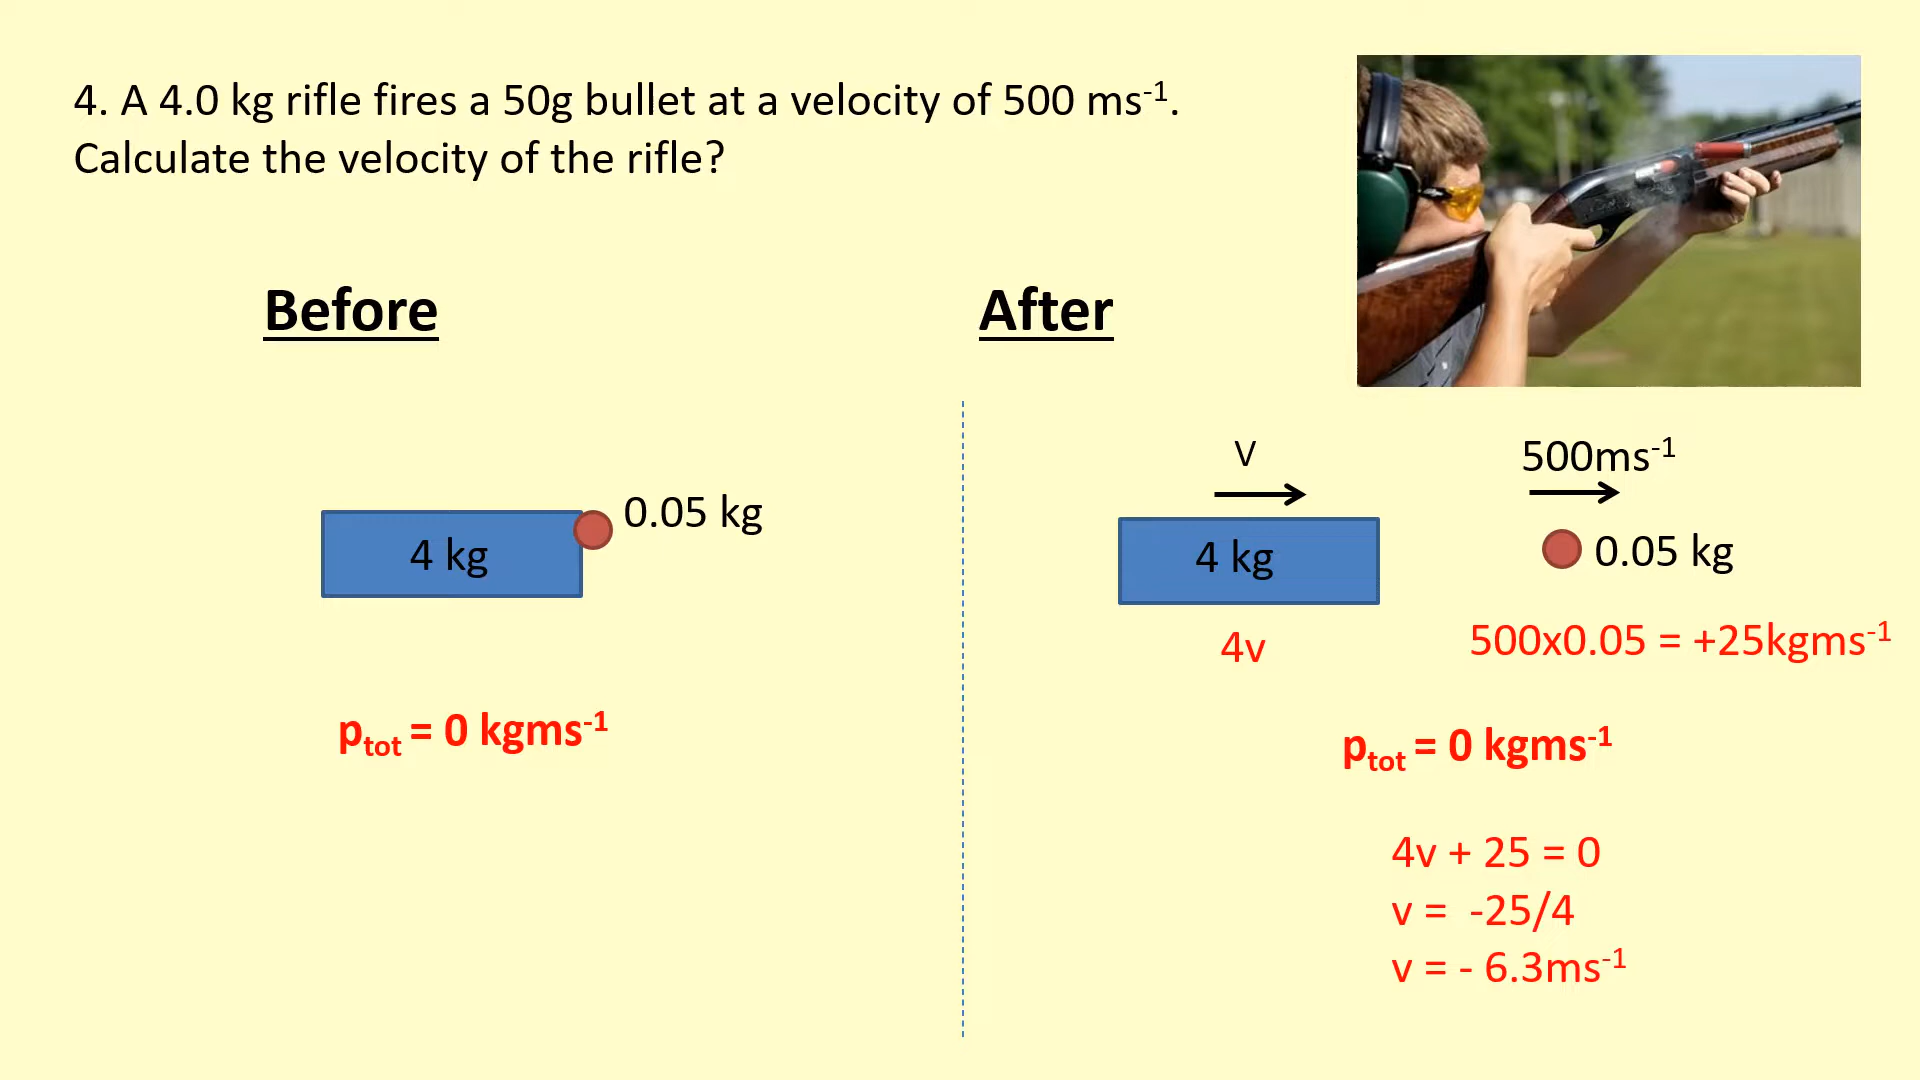 4. A 4.0 kg rifle fires a 50g bullet at a velocity of 500 ms⁻¹.
Calculate the velocity of the rifle?
Before
After
0.05 kg
4 kg
p_tot = 0 kgms⁻¹
V
500ms⁻¹
4 kg
0.05 kg
4v
500x0.05 = +25kgms⁻¹
p_tot = 0 kgms⁻¹
4v + 25 = 0
v = -25/4
v = - 6.3ms⁻¹